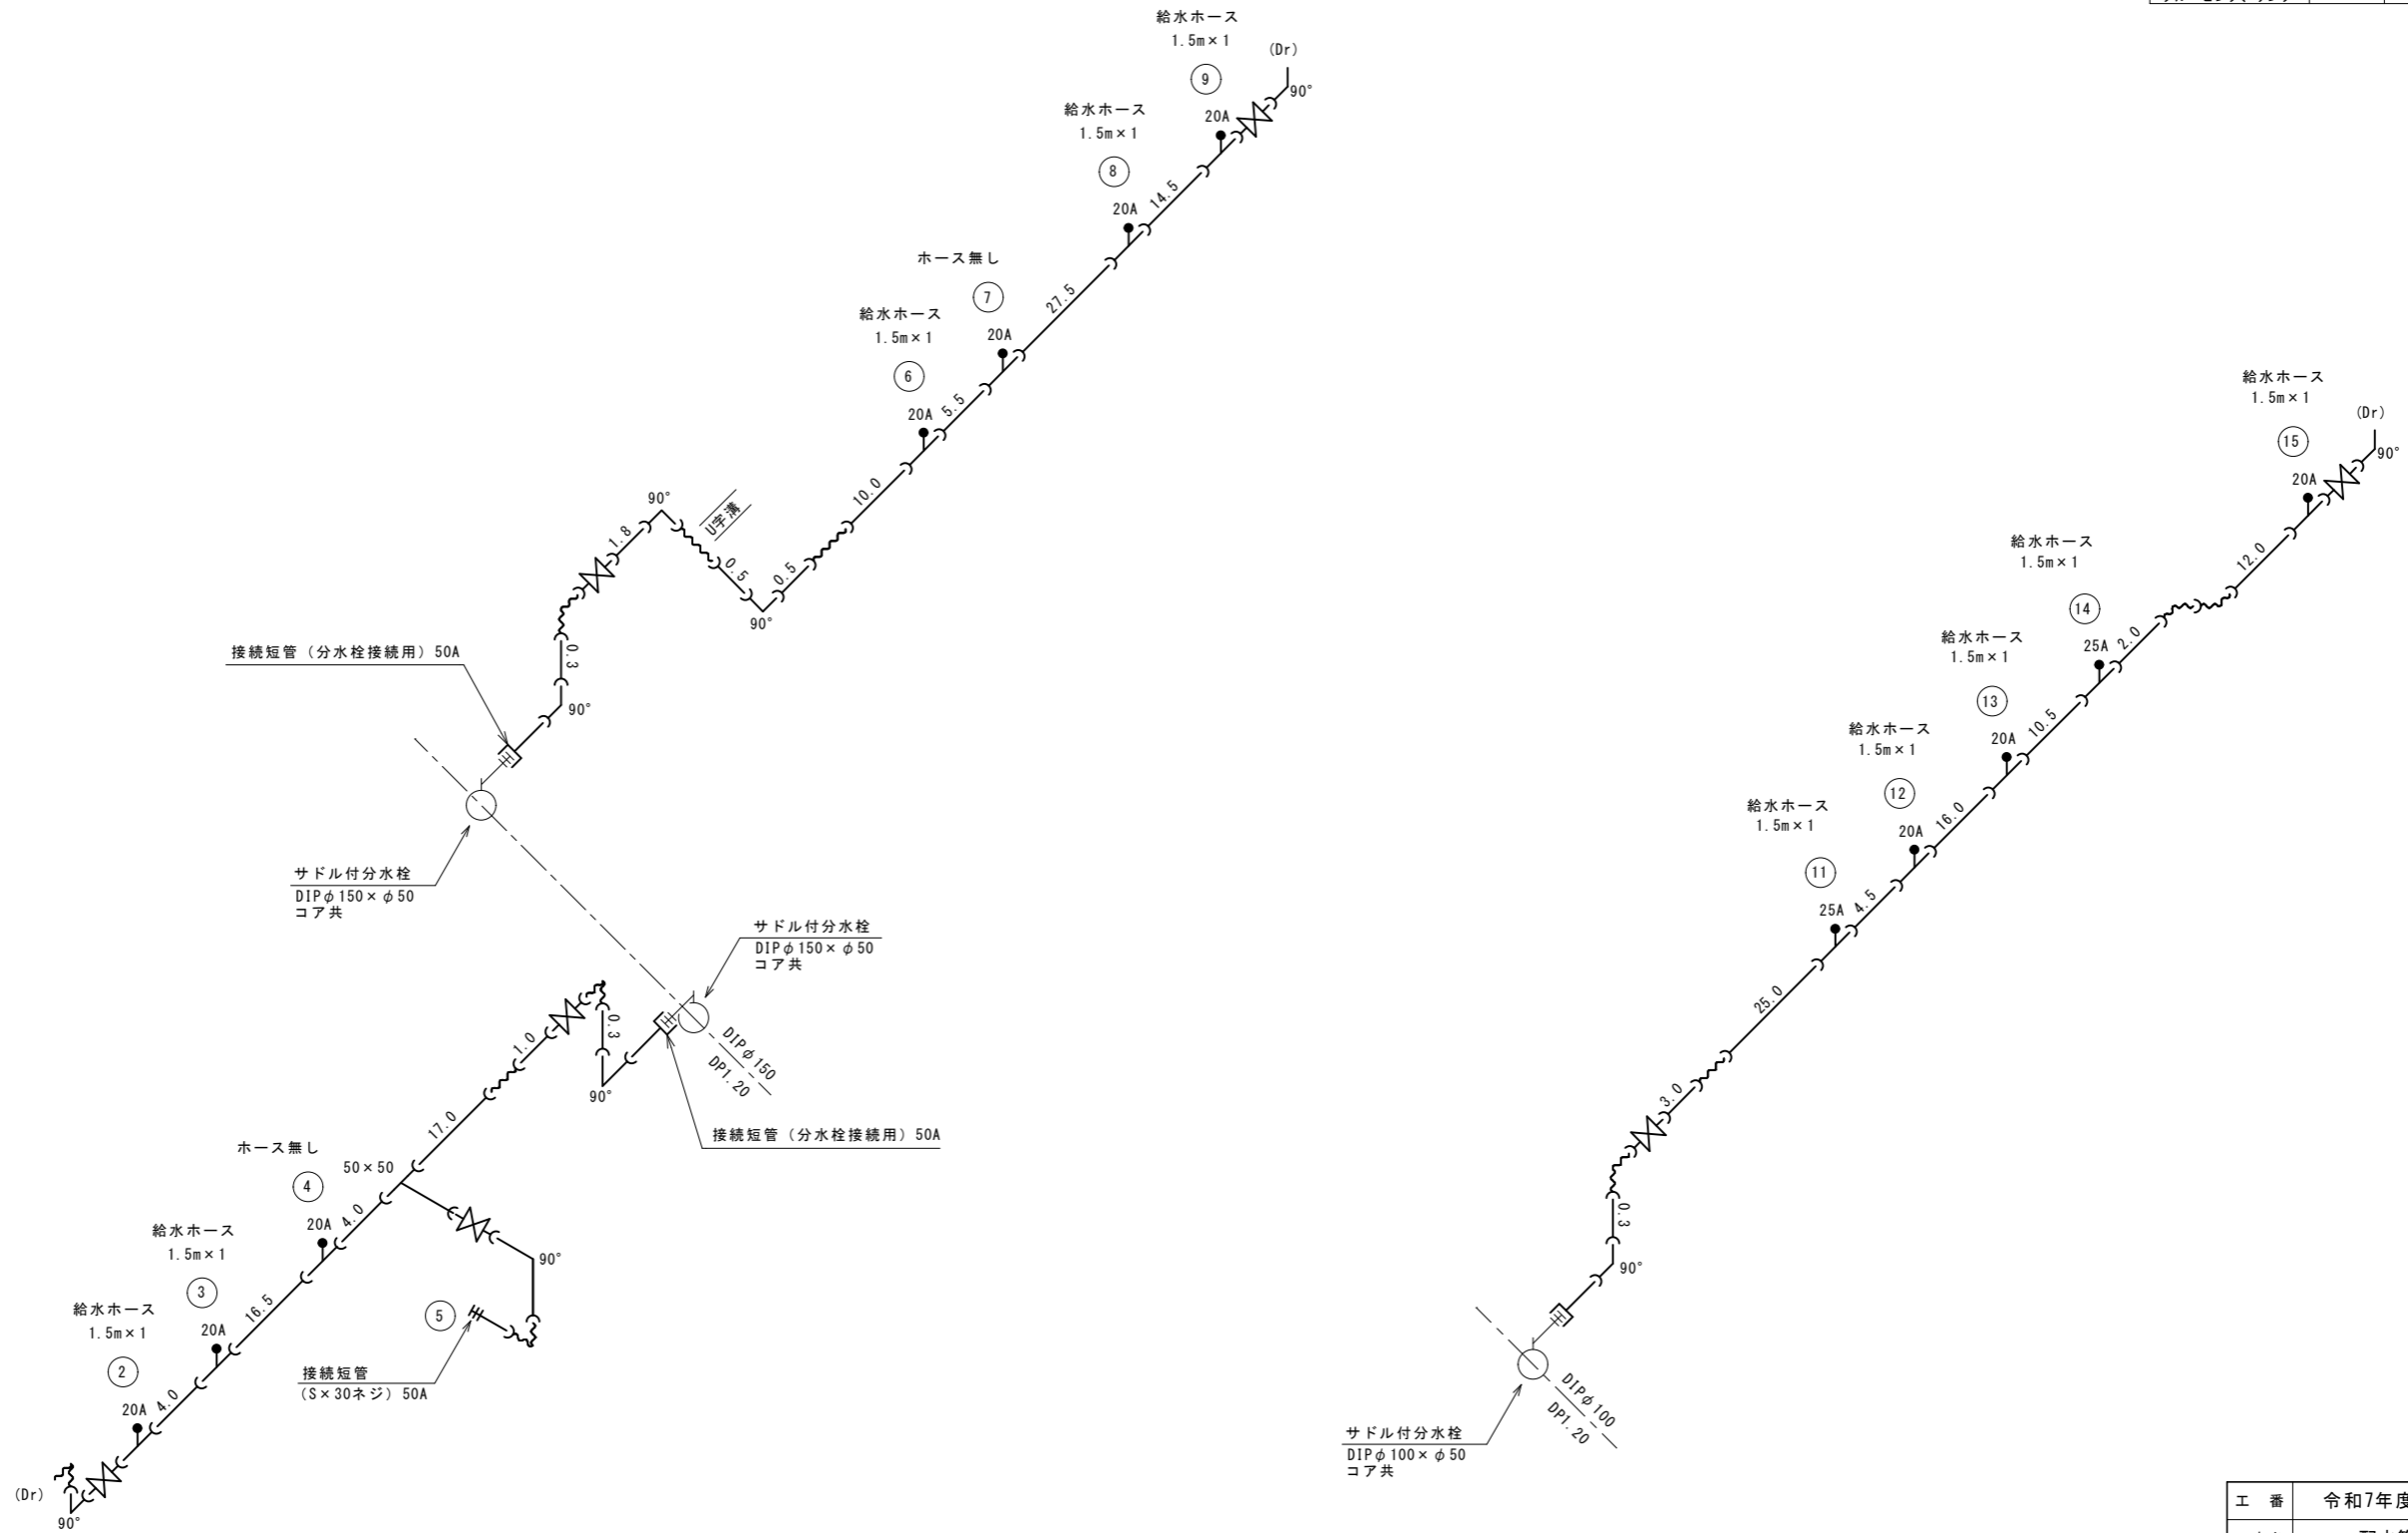 給水ホース
1.5m×1
(Dr)
9
90°
20A
給水ホース
1.5m×1
8
20A
14.5
ホース無し
7
20A
27.5
給水ホース
1.5m×1
6
20A
5.5
10.0
90°
U字溝
1.8
0.5
0.5
90°
接続短管（分水栓接続用）50A
0.3
90°
サドル付分水栓
DIPφ150×φ50
コア共
サドル付分水栓
DIPφ150×φ50
コア共
DIPφ150
DP1.20
0.3
90°
接続短管（分水栓接続用）50A
1.0
17.0
ホース無し
50×50
4
20A
4.0
給水ホース
1.5m×1
3
20A
16.5
90°
5
接続短管
（S×30ネジ）50A
給水ホース
1.5m×1
2
20A
4.0
(Dr)
90°
給水ホース
1.5m×1
(Dr)
15
90°
20A
12.0
給水ホース
1.5m×1
14
25A
2.0
給水ホース
1.5m×1
13
20A
10.5
給水ホース
1.5m×1
12
20A
16.0
給水ホース
1.5m×1
11
25A
4.5
25.0
3.0
0.3
90°
DIPφ100
DP1.20
サドル付分水栓
DIPφ100×φ50
コア共
工 番
令和7年度